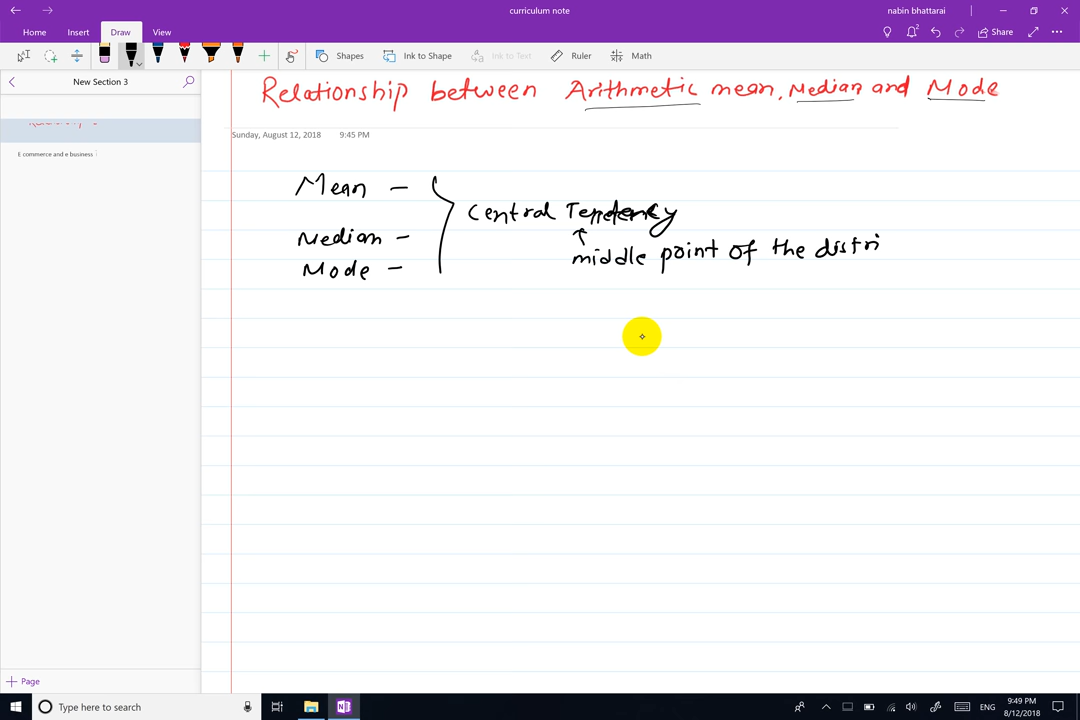 curriculum note
nabin bhattarai
Home Insert Draw View
Share
Shapes Ink to Shape Ink to Text Ruler Math
New Section 3
Relationship between Arithmetic mean, Median and Mode
Sunday, August 12, 2018 9:45 PM
E commerce and e business i
Mean -
Central Tendency
Median -
middle point of the distri
Mode -
+ Page
Type here to search
ENG
9:49 PM
8/12/2018